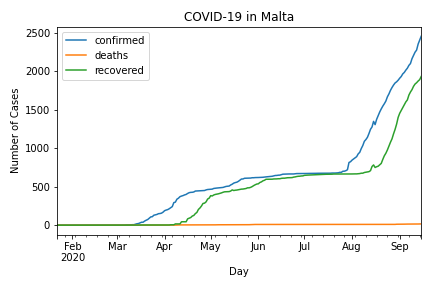 COVID-19 in Malta
confirmed
deaths
recovered
Number of Cases
2500
2000
1500
1000
500
0
Feb Mar Apr May Jun Jul Aug Sep
2020
Day